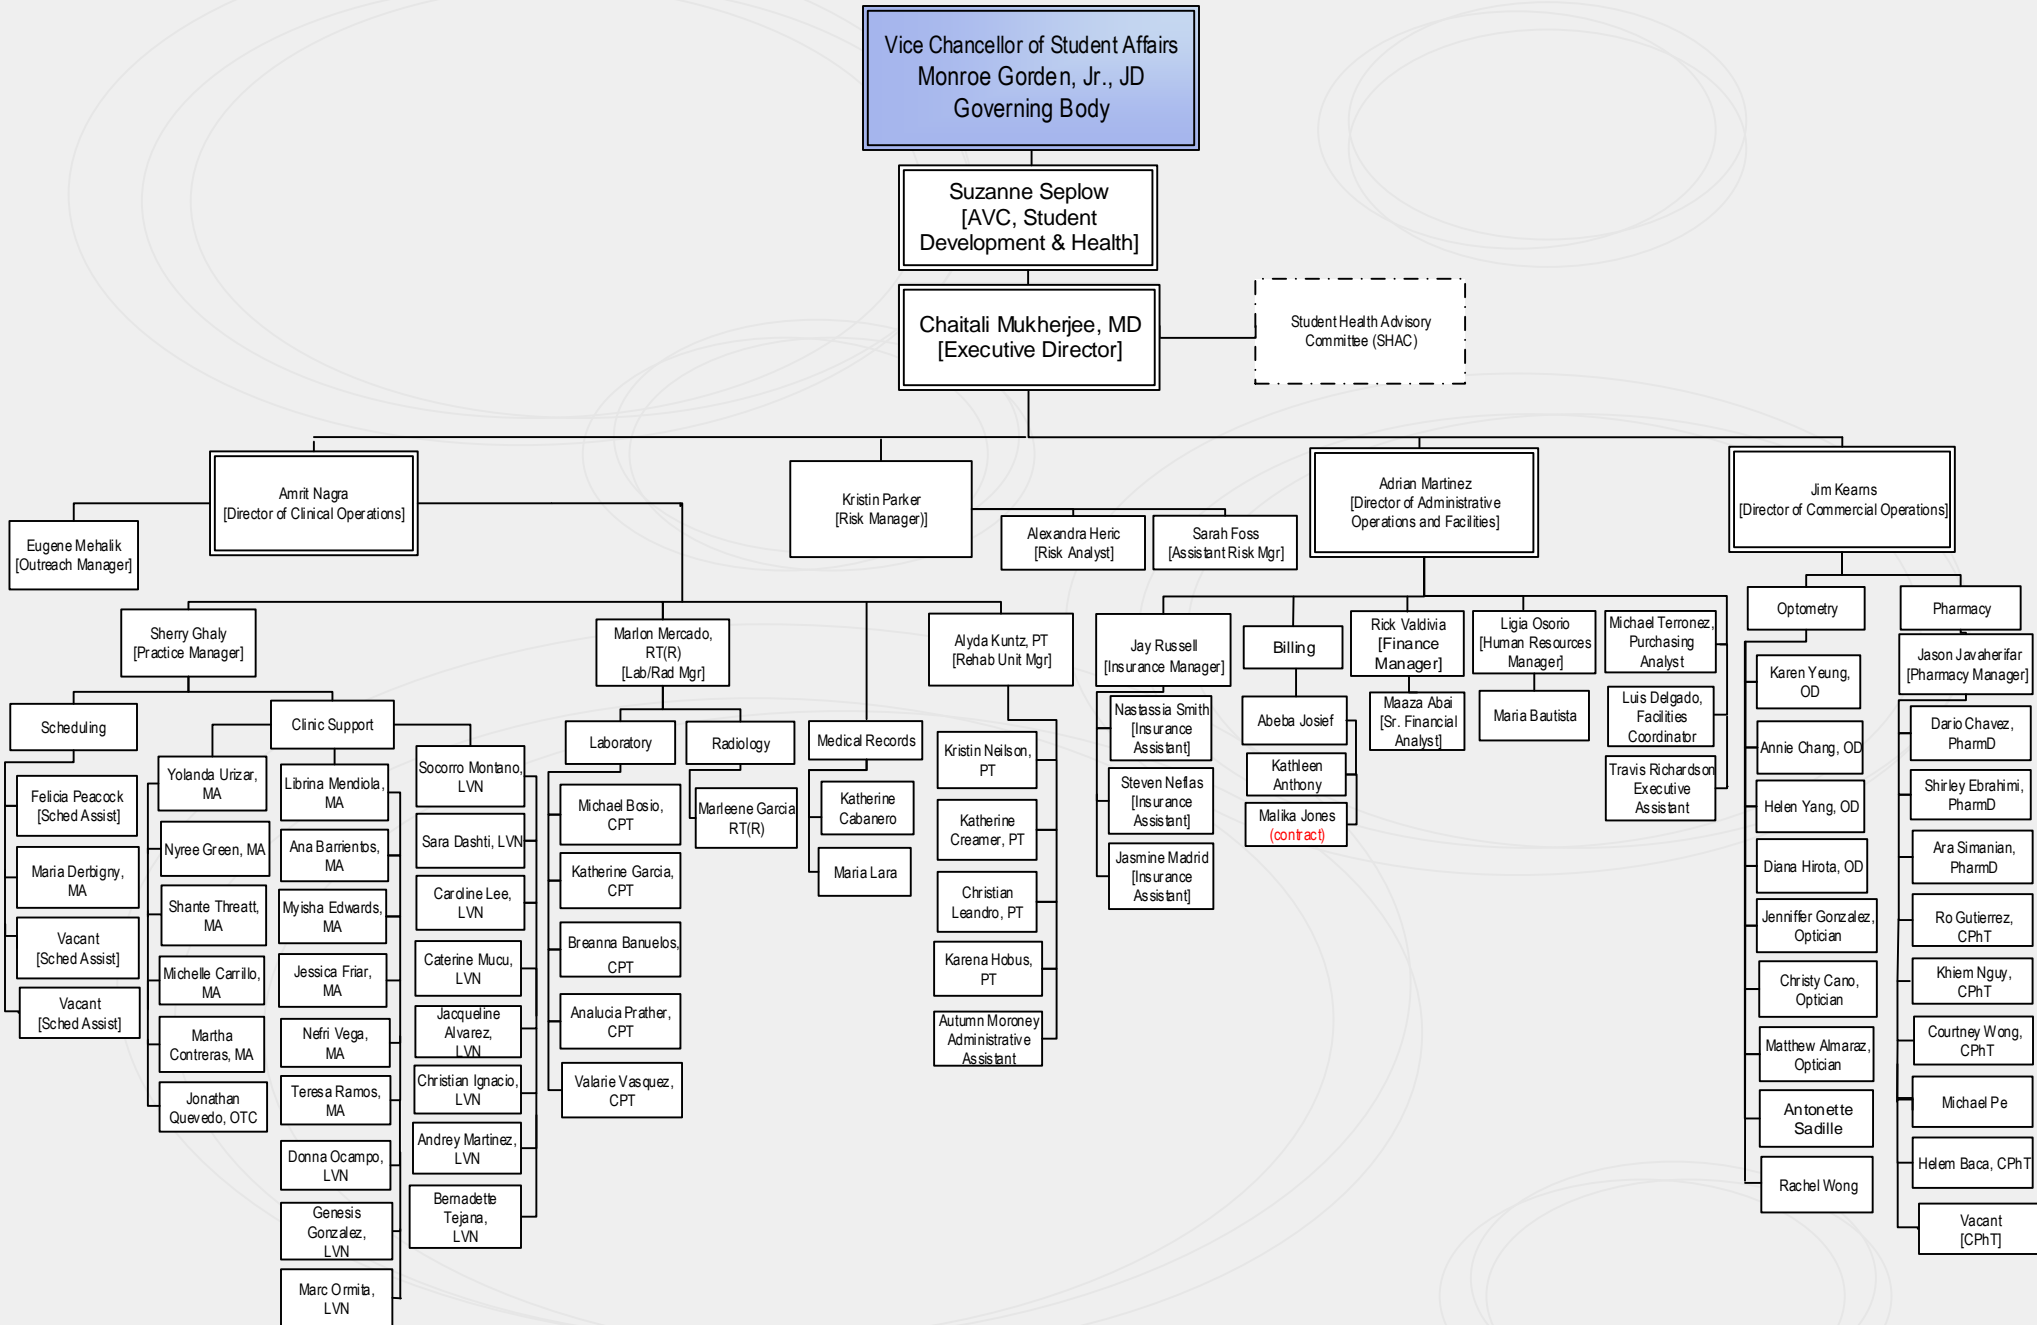 Vice Chancellor of Student Affairs
Monroe Gorden, Jr., JD
Governing Body
Suzanne Seplow
[AVC, Student
Development & Health]
Chaitali Mukherjee, MD
[Executive Director]
Student Health Advisory
Committee (SHAC)
Amrit Nagra
[Director of Clinical Operations]
Kristin Parker
[Risk Manager)]
Adrian Martinez
[Director of Administrative
Operations and Facilities]
Jim Kearns
[Director of Commercial Operations]
Eugene Mehalik
[Outreach Manager]
Alexandra Heric
[Risk Analyst]
Sarah Foss
[Assistant Risk Mgr]
Sherry Ghaly
[Practice Manager]
Marlon Mercado,
RT(R)
[Lab/Rad Mgr]
Alyda Kuntz, PT
[Rehab Unit Mgr]
Jay Russell
[Insurance Manager]
Billing
Rick Valdivia
[Finance
Manager]
Ligia Osorio
[Human Resources
Manager]
Michael Terronez,
Purchasing
Analyst
Optometry
Pharmacy
Jason Javaherifar
[Pharmacy Manager]
Scheduling
Clinic Support
Laboratory
Radiology
Medical Records
Felicia Peacock
[Sched Assist]
Maria Derbigny,
MA
Vacant
[Sched Assist]
Vacant
[Sched Assist]
Yolanda Urizar,
MA
Nyree Green, MA
Shante Threatt,
MA
Michelle Carrillo,
MA
Martha
Contreras, MA
Jonathan
Quevedo, OTC
Librina Mendiola,
MA
Ana Barrientos,
MA
Myisha Edwards,
MA
Jessica Friar,
MA
Nefri Vega,
MA
Teresa Ramos,
MA
Donna Ocampo,
LVN
Genesis
Gonzalez,
LVN
Marc Ormita,
LVN
Socorro Montano,
LVN
Sara Dashti, LVN
Caroline Lee,
LVN
Caterine Mucu,
LVN
Jacqueline
Alvarez,
LVN
Christian Ignacio,
LVN
Andrey Martinez,
LVN
Bernadette
Tejana,
LVN
Michael Bosio,
CPT
Katherine Garcia,
CPT
Breanna Banuelos,
CPT
Analucia Prather,
CPT
Valarie Vasquez,
CPT
Marleene Garcia
RT(R)
Katherine
Cabanero
Maria Lara
Kristin Neilson,
PT
Katherine
Creamer, PT
Christian
Leandro, PT
Karena Hobus,
PT
Autumn Moroney
Administrative
Assistant
Nastassia Smith
[Insurance
Assistant]
Steven Neflas
[Insurance
Assistant]
Jasmine Madrid
[Insurance
Assistant]
Abeba Josief
Kathleen
Anthony
Malika Jones
(contract)
Maaza Abai
[Sr. Financial
Analyst]
Maria Bautista
Luis Delgado,
Facilities
Coordinator
Travis Richardson
Executive
Assistant
Karen Yeung,
OD
Annie Chang, OD
Helen Yang, OD
Diana Hirota, OD
Jenniffer Gonzalez,
Optician
Christy Cano,
Optician
Matthew Almaraz,
Optician
Antonette
Sadille
Rachel Wong
Dario Chavez,
PharmD
Shirley Ebrahimi,
PharmD
Ara Simanian,
PharmD
Ro Gutierrez,
CPhT
Khiem Nguy,
CPhT
Courtney Wong,
CPhT
Michael Pe
Helem Baca, CPhT
Vacant
[CPhT]